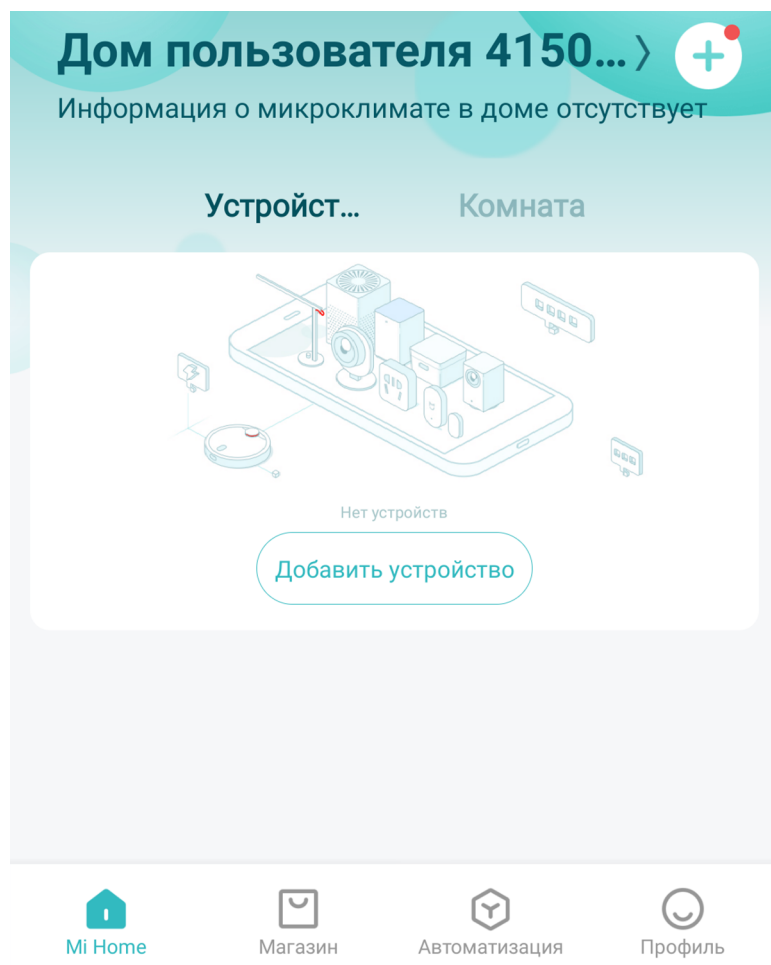 Дом пользователя 4150...
Информация о микроклимате в доме отсутствует
Устройст...
Комната
Нет устройств
Добавить устройство
Mi Home
Магазин
Автоматизация
Профиль